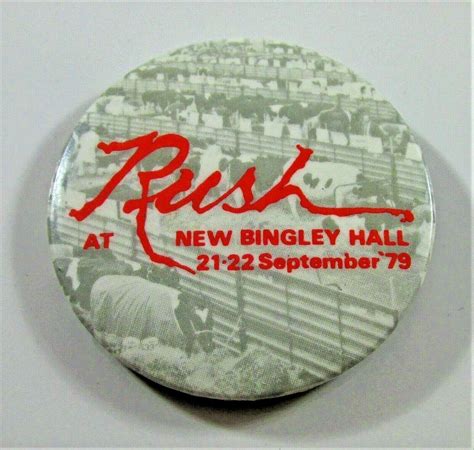 Rush
AT NEW BINGLEY HALL
21-22 September '79